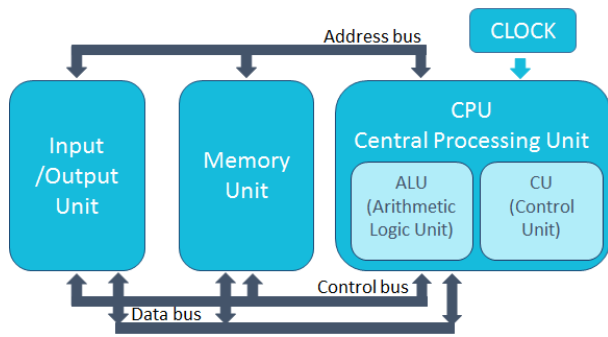 Address bus
CLOCK
Input
/Output
Unit
Memory
Unit
CPU
Central Processing Unit
ALU
(Arithmetic
Logic Unit)
CU
(Control
Unit)
Control bus
Data bus